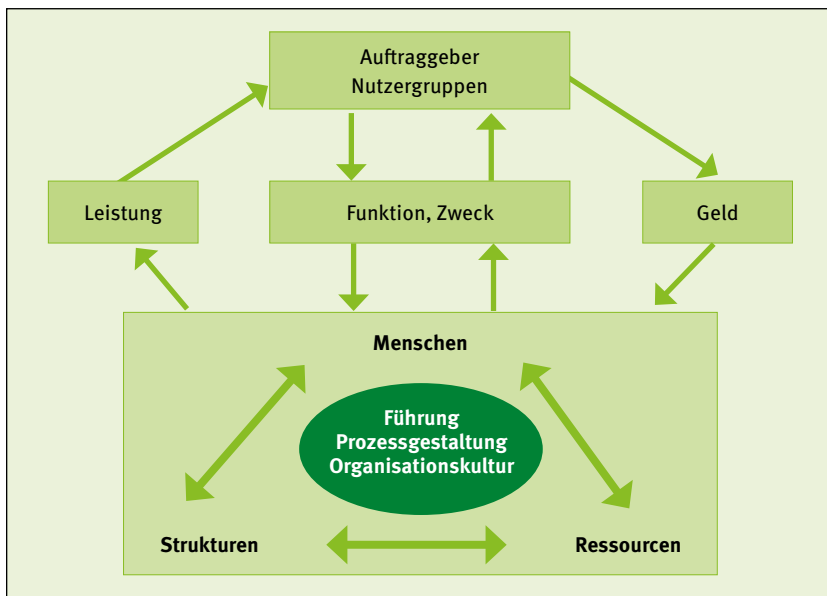 Auftraggeber
Nutzergruppen
Leistung
Funktion, Zweck
Geld
Menschen
Führung
Prozessgestaltung
Organisationskultur
Strukturen
Ressourcen